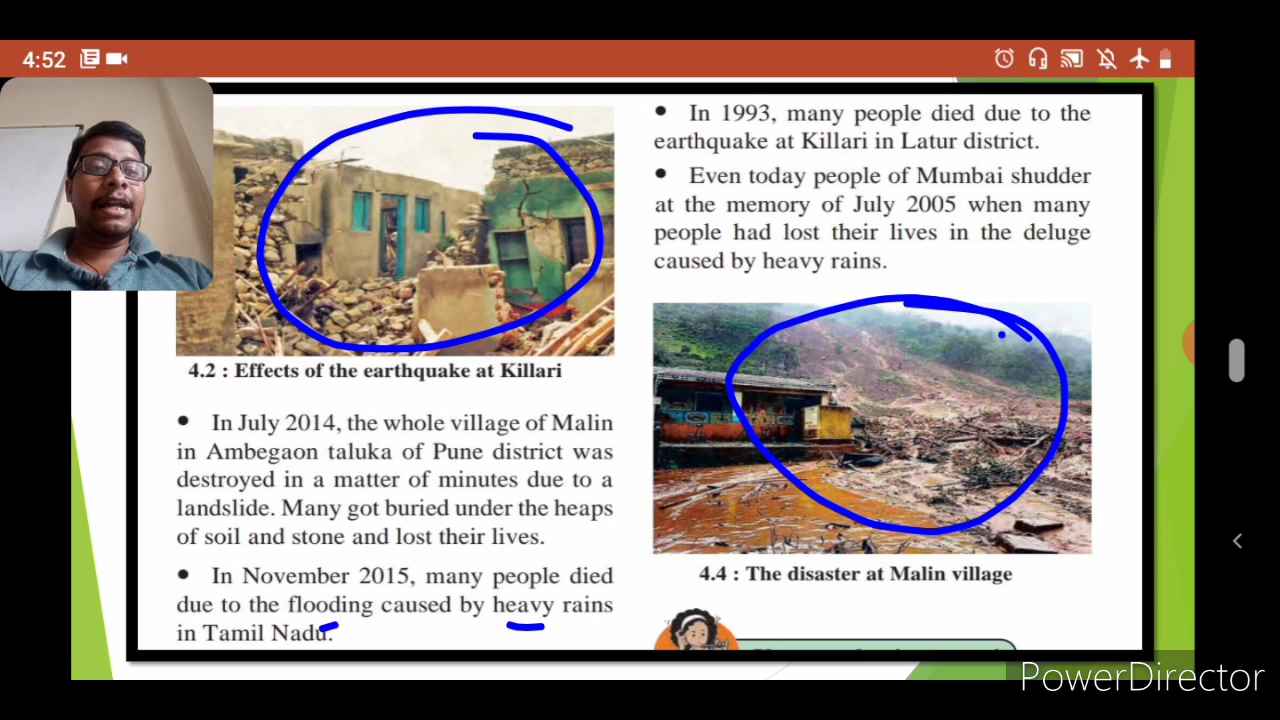 4:52
4.2 : Effects of the earthquake at Killari
• In July 2014, the whole village of Malin
in Ambegaon taluka of Pune district was
destroyed in a matter of minutes due to a
landslide. Many got buried under the heaps
of soil and stone and lost their lives.
• In November 2015, many people died
due to the flooding caused by heavy rains
in Tamil Nadu.
• In 1993, many people died due to the
earthquake at Killari in Latur district.
• Even today people of Mumbai shudder
at the memory of July 2005 when many
people had lost their lives in the deluge
caused by heavy rains.
4.4 : The disaster at Malin village
PowerDirector